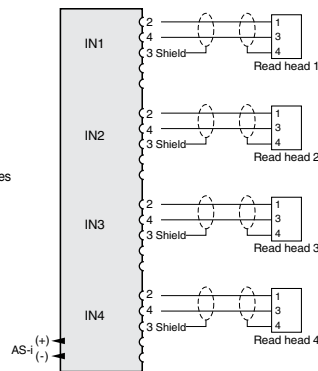 2 1
IN1 4 3
3 Shield 4
Read head 1
2 1
IN2 4 3
3 Shield 4
Read head 2
es
2 1
IN3 4 3
3 Shield 4
Read head 3
2 1
IN4 4 3
3 Shield 4
Read head 4
(+)
AS-i
(-)